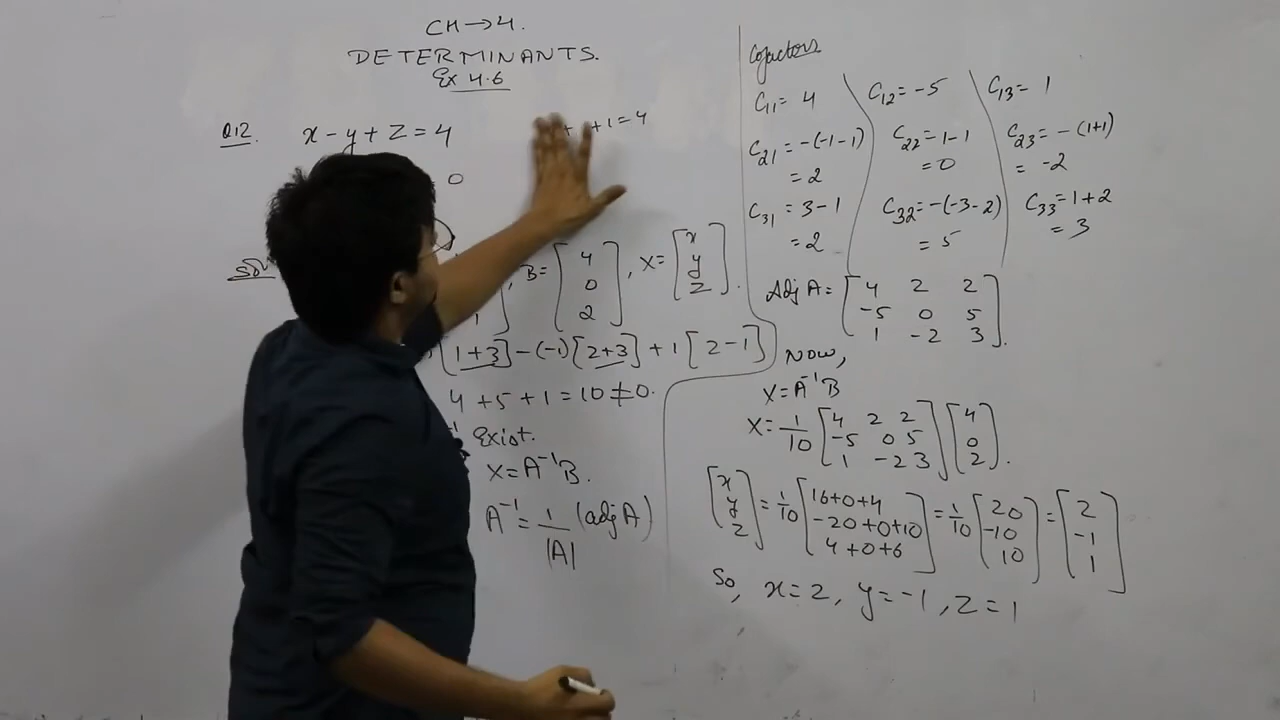 CH→4.
DETERMINANTS.
Ex 4.6
Q12. x-y+z=4
+1=4
0
Solⁿ
1
, B= [4 0 2], X= [x y z].
[1+3]-(-1)[2+3]+1[2-1]
4+5+1=10≠0.
Exist.
X=A⁻¹B.
A⁻¹=1/|A| (adj A)
Cofactors
C₁₁= 4 C₁₂= -5 C₁₃= 1
C₂₁=-(-1-1) C₂₂=1-1 C₂₃=-(1+1)
=2 =0 = -2
C₃₁ =3-1 C₃₂=-(-3-2) C₃₃=1+2
=2 =5 =3
Adj A= [4 2 2
-5 0 5
1 -2 3].
Now,
X=A⁻¹B
X= 1/10 [4 2 2
-5 0 5
1 -2 3] [4 0 2].
[x y z] = 1/10 [16+0+4
-20+0+10
4+0+6] = 1/10 [20 -10 10] = [2 -1 1]
So, x=2, y=-1, z=1